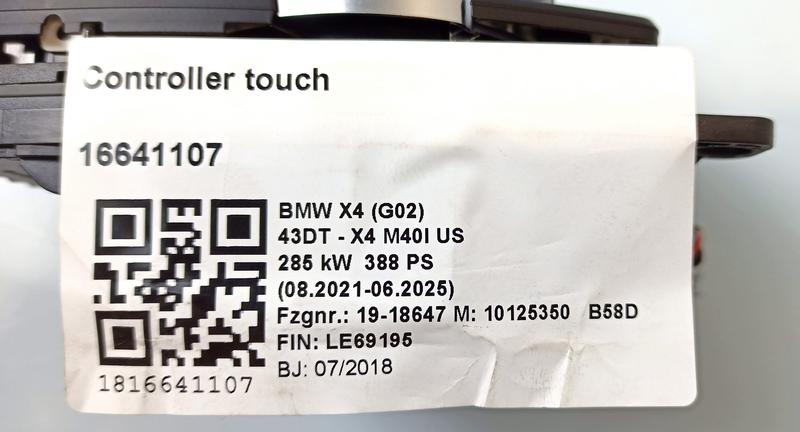 Controller touch
16641107
BMW X4 (G02)
43DT - X4 M40I US
285 kW 388 PS
(08.2021-06.2025)
Fzgnr.: 19-18647 M: 10125350 B58D
FIN: LE69195
BJ: 07/2018
1816641107